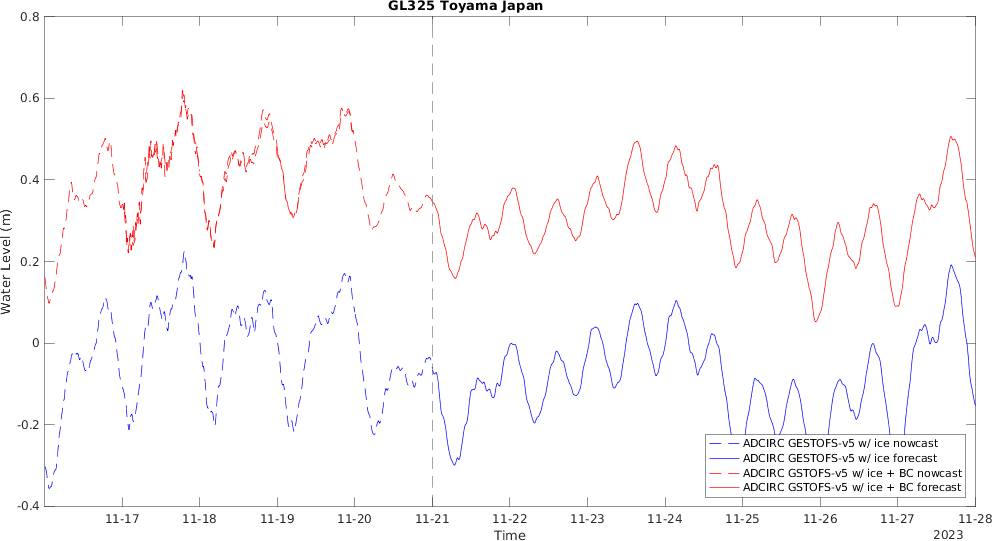 GL325 Toyama Japan
0.8
0.6
0.4
0.2
0
-0.2
-0.4
Water Level (m)
ADCIRC GESTOFS-v5 w/ ice nowcast
ADCIRC GESTOFS-v5 w/ ice forecast
ADCIRC GSTOFS-v5 w/ ice + BC nowcast
ADCIRC GSTOFS-v5 w/ ice + BC forecast
11-17 11-18 11-19 11-20 11-21 11-22 11-23 11-24 11-25 11-26 11-27 11-28
Time
2023